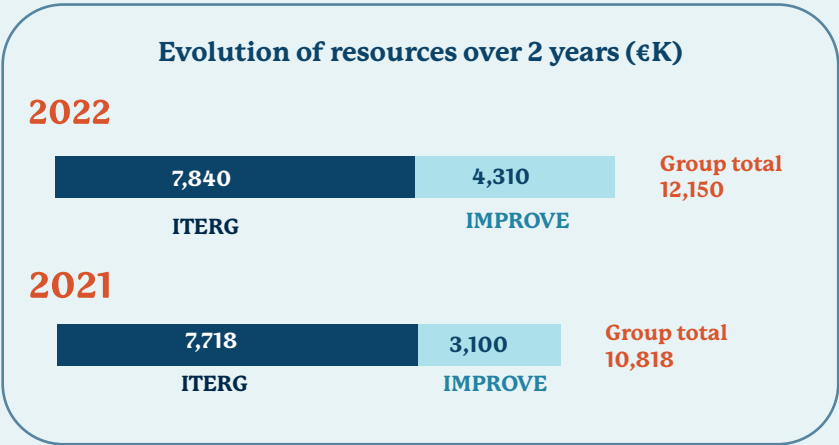 Evolution of resources over 2 years (€K)
2022
7,840
4,310
Group total
12,150
ITERG
IMPROVE
2021
7,718
3,100
Group total
10,818
ITERG
IMPROVE